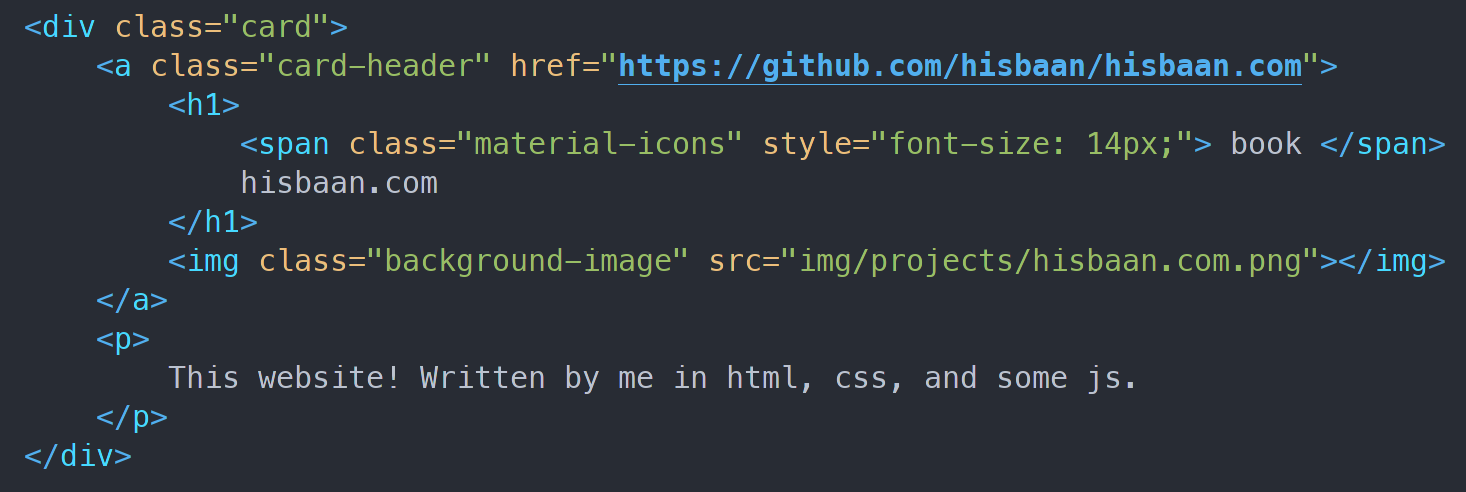 <div class="card">
    <a class="card-header" href="https://github.com/hisbaan/hisbaan.com">
        <h1>
            <span class="material-icons" style="font-size: 14px;"> book </span>
            hisbaan.com
        </h1>
        <img class="background-image" src="img/projects/hisbaan.com.png"></img>
    </a>
    <p>
        This website! Written by me in html, css, and some js.
    </p>
</div>